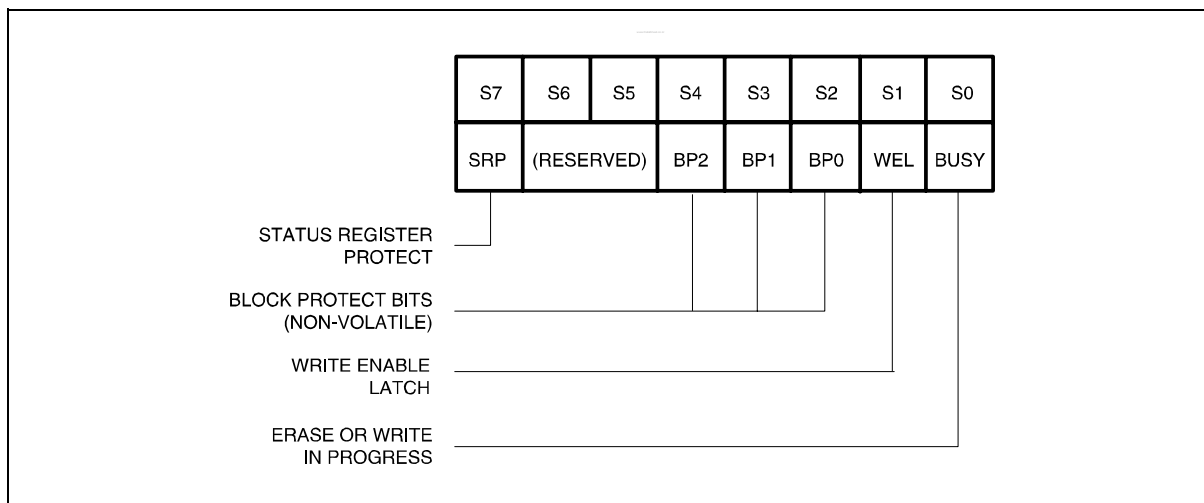 S7 S6 S5 S4 S3 S2 S1 S0
SRP (RESERVED) BP2 BP1 BP0 WEL BUSY
STATUS REGISTER
PROTECT
BLOCK PROTECT BITS
(NON-VOLATILE)
WRITE ENABLE
LATCH
ERASE OR WRITE
IN PROGRESS